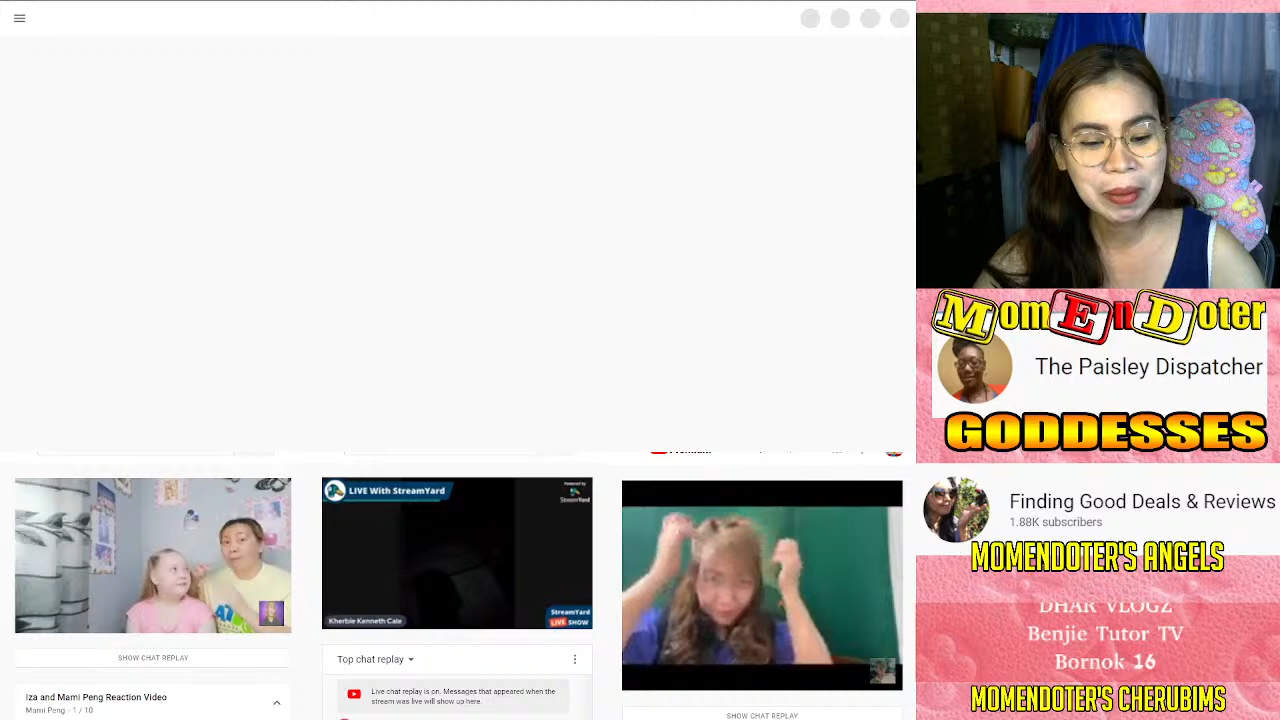 MomEnDoter
The Paisley Dispatcher
GODDESSES
Finding Good Deals & Reviews
1.88K subscribers
MOMENDOTER'S ANGELS
DHAR VLOGZ
Benjie Tutor TV
Bornok 16
MOMENDOTER'S CHERUBIMS
SHOW CHAT REPLAY
Iza and Mami Peng Reaction Video
Mami Peng - 1 / 10
LIVE With StreamYard
Powered by
StreamYard
Kherbie Kenneth Cale
StreamYard
LIVE SHOW
Top chat replay
Live chat replay is on. Messages that appeared when the
stream was live will show up here.
SHOW CHAT REPLAY